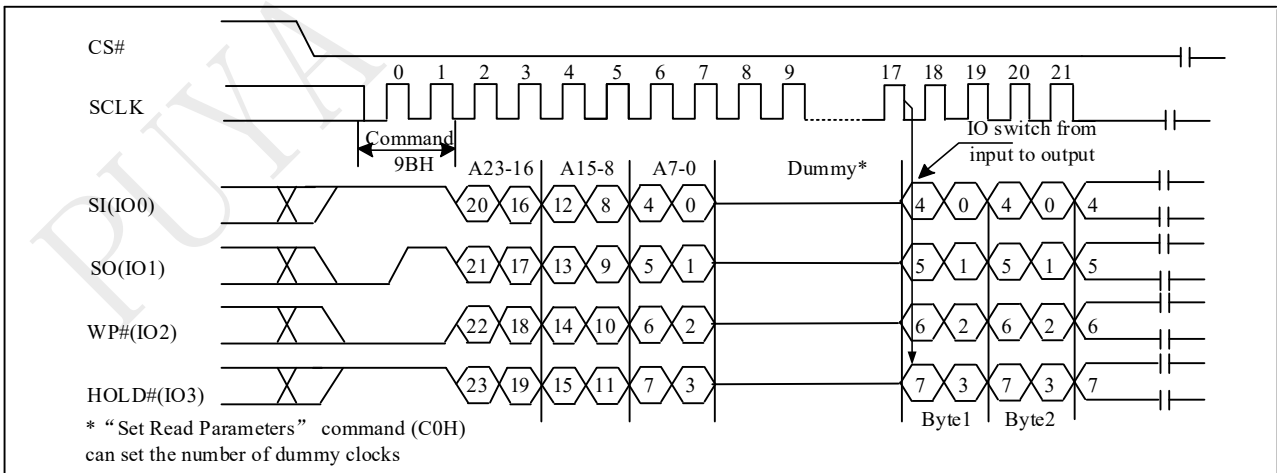 PUYA
CS#
0 1 2 3 4 5 6 7 8 9 17 18 19 20 21
SCLK
Command
9BH
IO switch from
input to output
A23-16 A15-8 A7-0 Dummy*
SI(IO0) 20 16 12 8 4 0 4 0 4 0 4
SO(IO1) 21 17 13 9 5 1 5 1 5 1 5
WP#(IO2) 22 18 14 10 6 2 6 2 6 2 6
HOLD#(IO3) 23 19 15 11 7 3 7 3 7 3 7
Byte1 Byte2
* “Set Read Parameters” command (C0H)
can set the number of dummy clocks